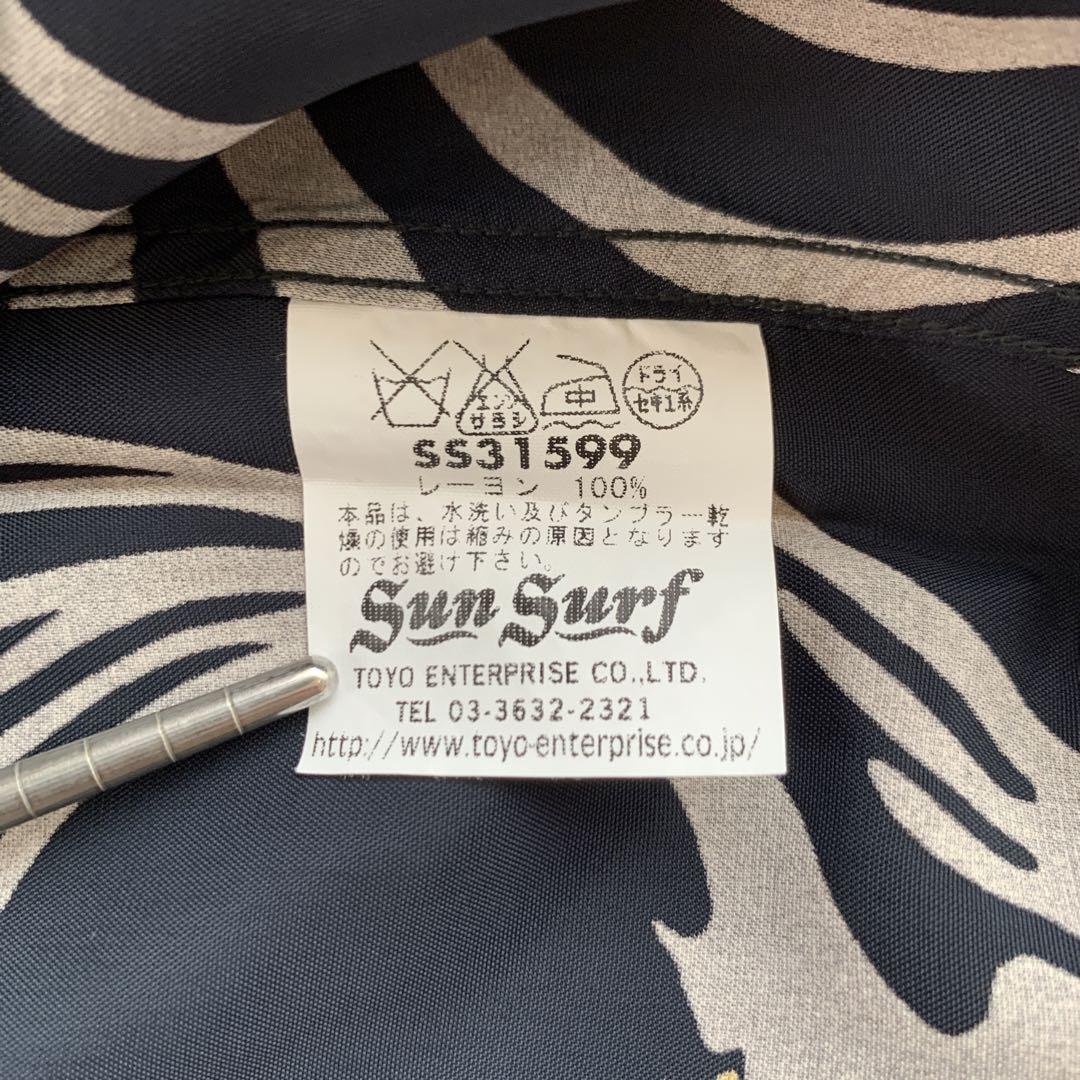 エンソ
サラシ
中
ドライ
セキユ系
SS31599
レーヨン 100%
本品は、水洗い及びタンブラー乾
燥の使用は縮みの原因となります
のでお避け下さい。
Sun Surf
TOYO ENTERPRISE CO.,LTD.
TEL 03-3632-2321
http://www.toyo-enterprise.co.jp/